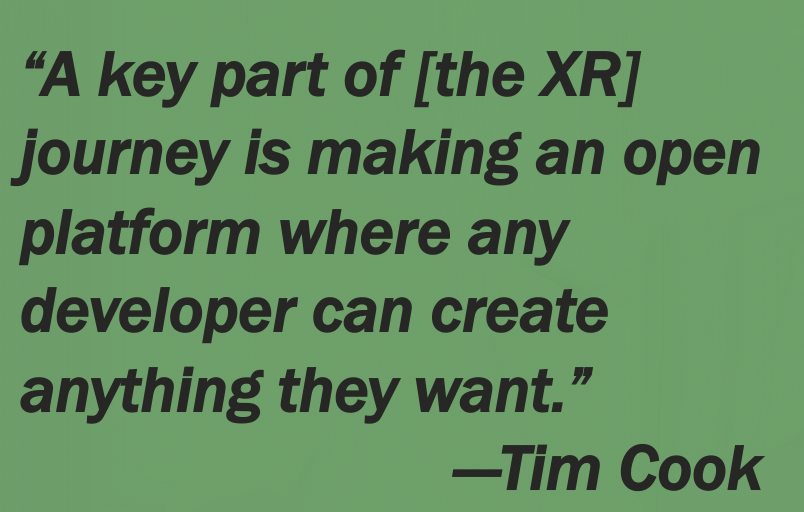 “A key part of [the XR]
journey is making an open
platform where any
developer can create
anything they want.”
—Tim Cook